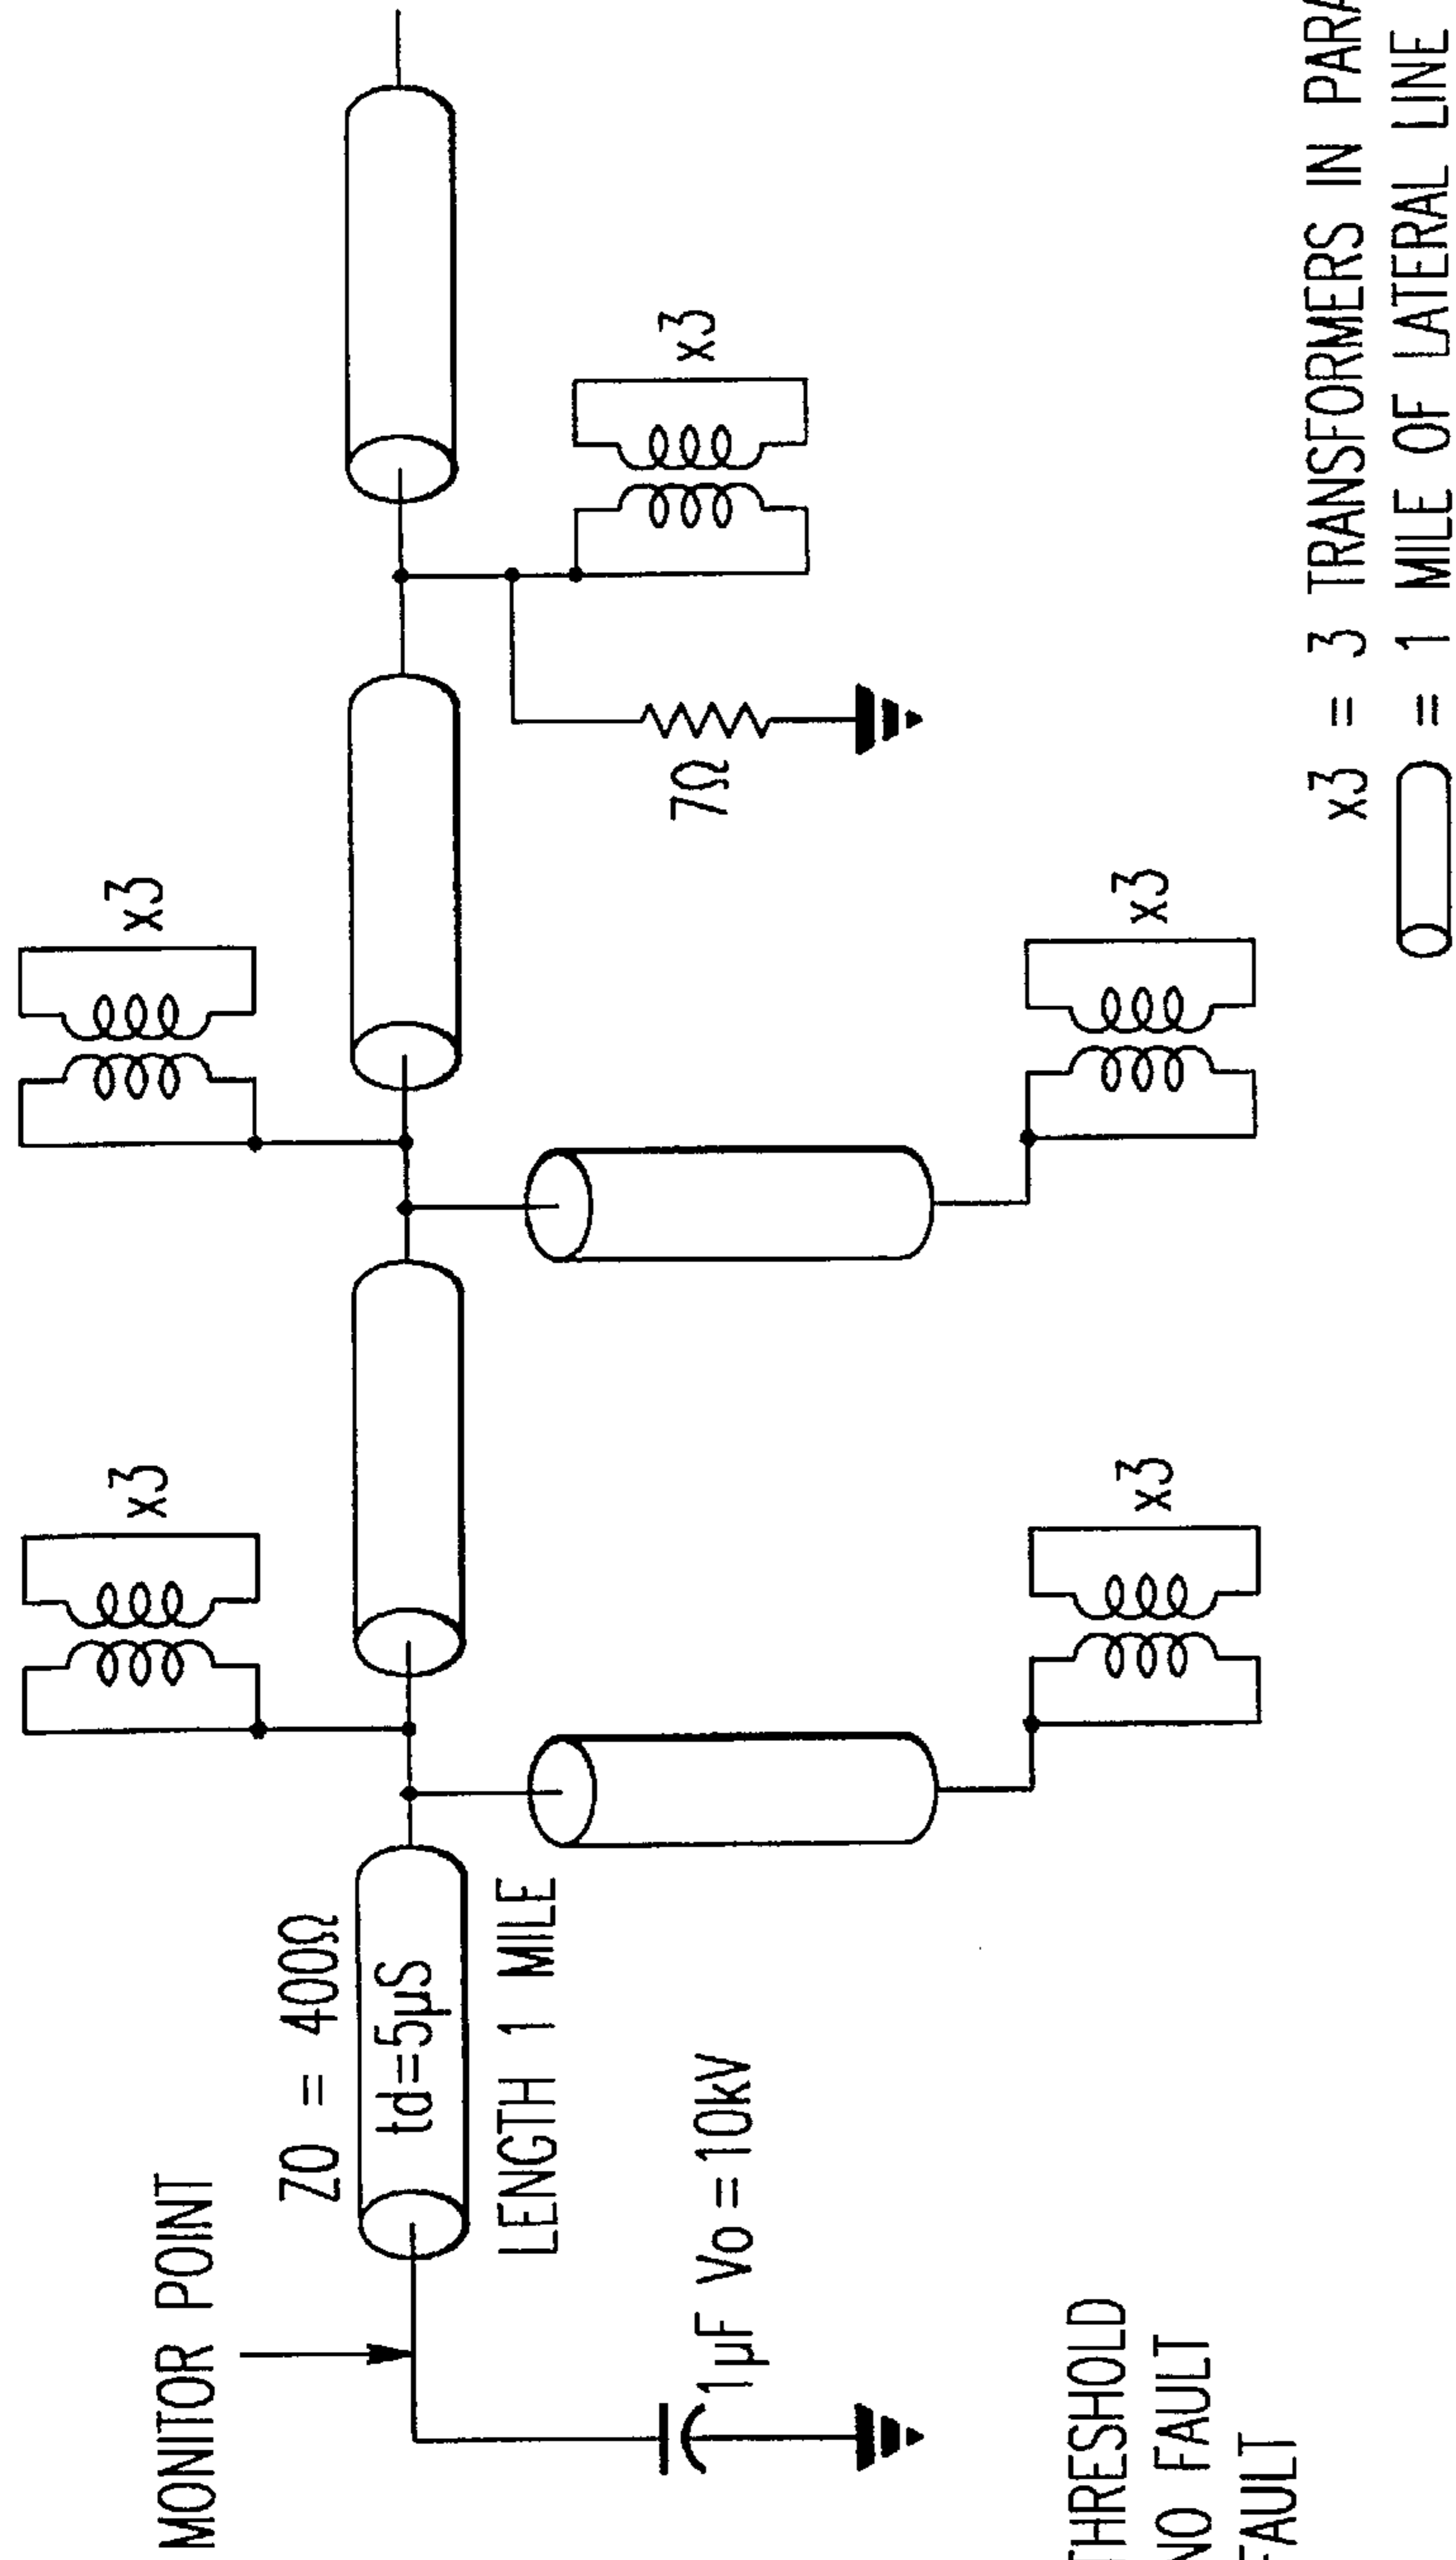 MONITOR POINT
Z0 = 400Ω
td=5μS
LENGTH 1 MILE
1μF Vo = 10kV
x3
x3
x3
x3
7Ω
x3
THRESHOLD
NO FAULT
FAULT
x3 = 3 TRANSFORMERS IN
= 1 MILE OF LATERAL LINE